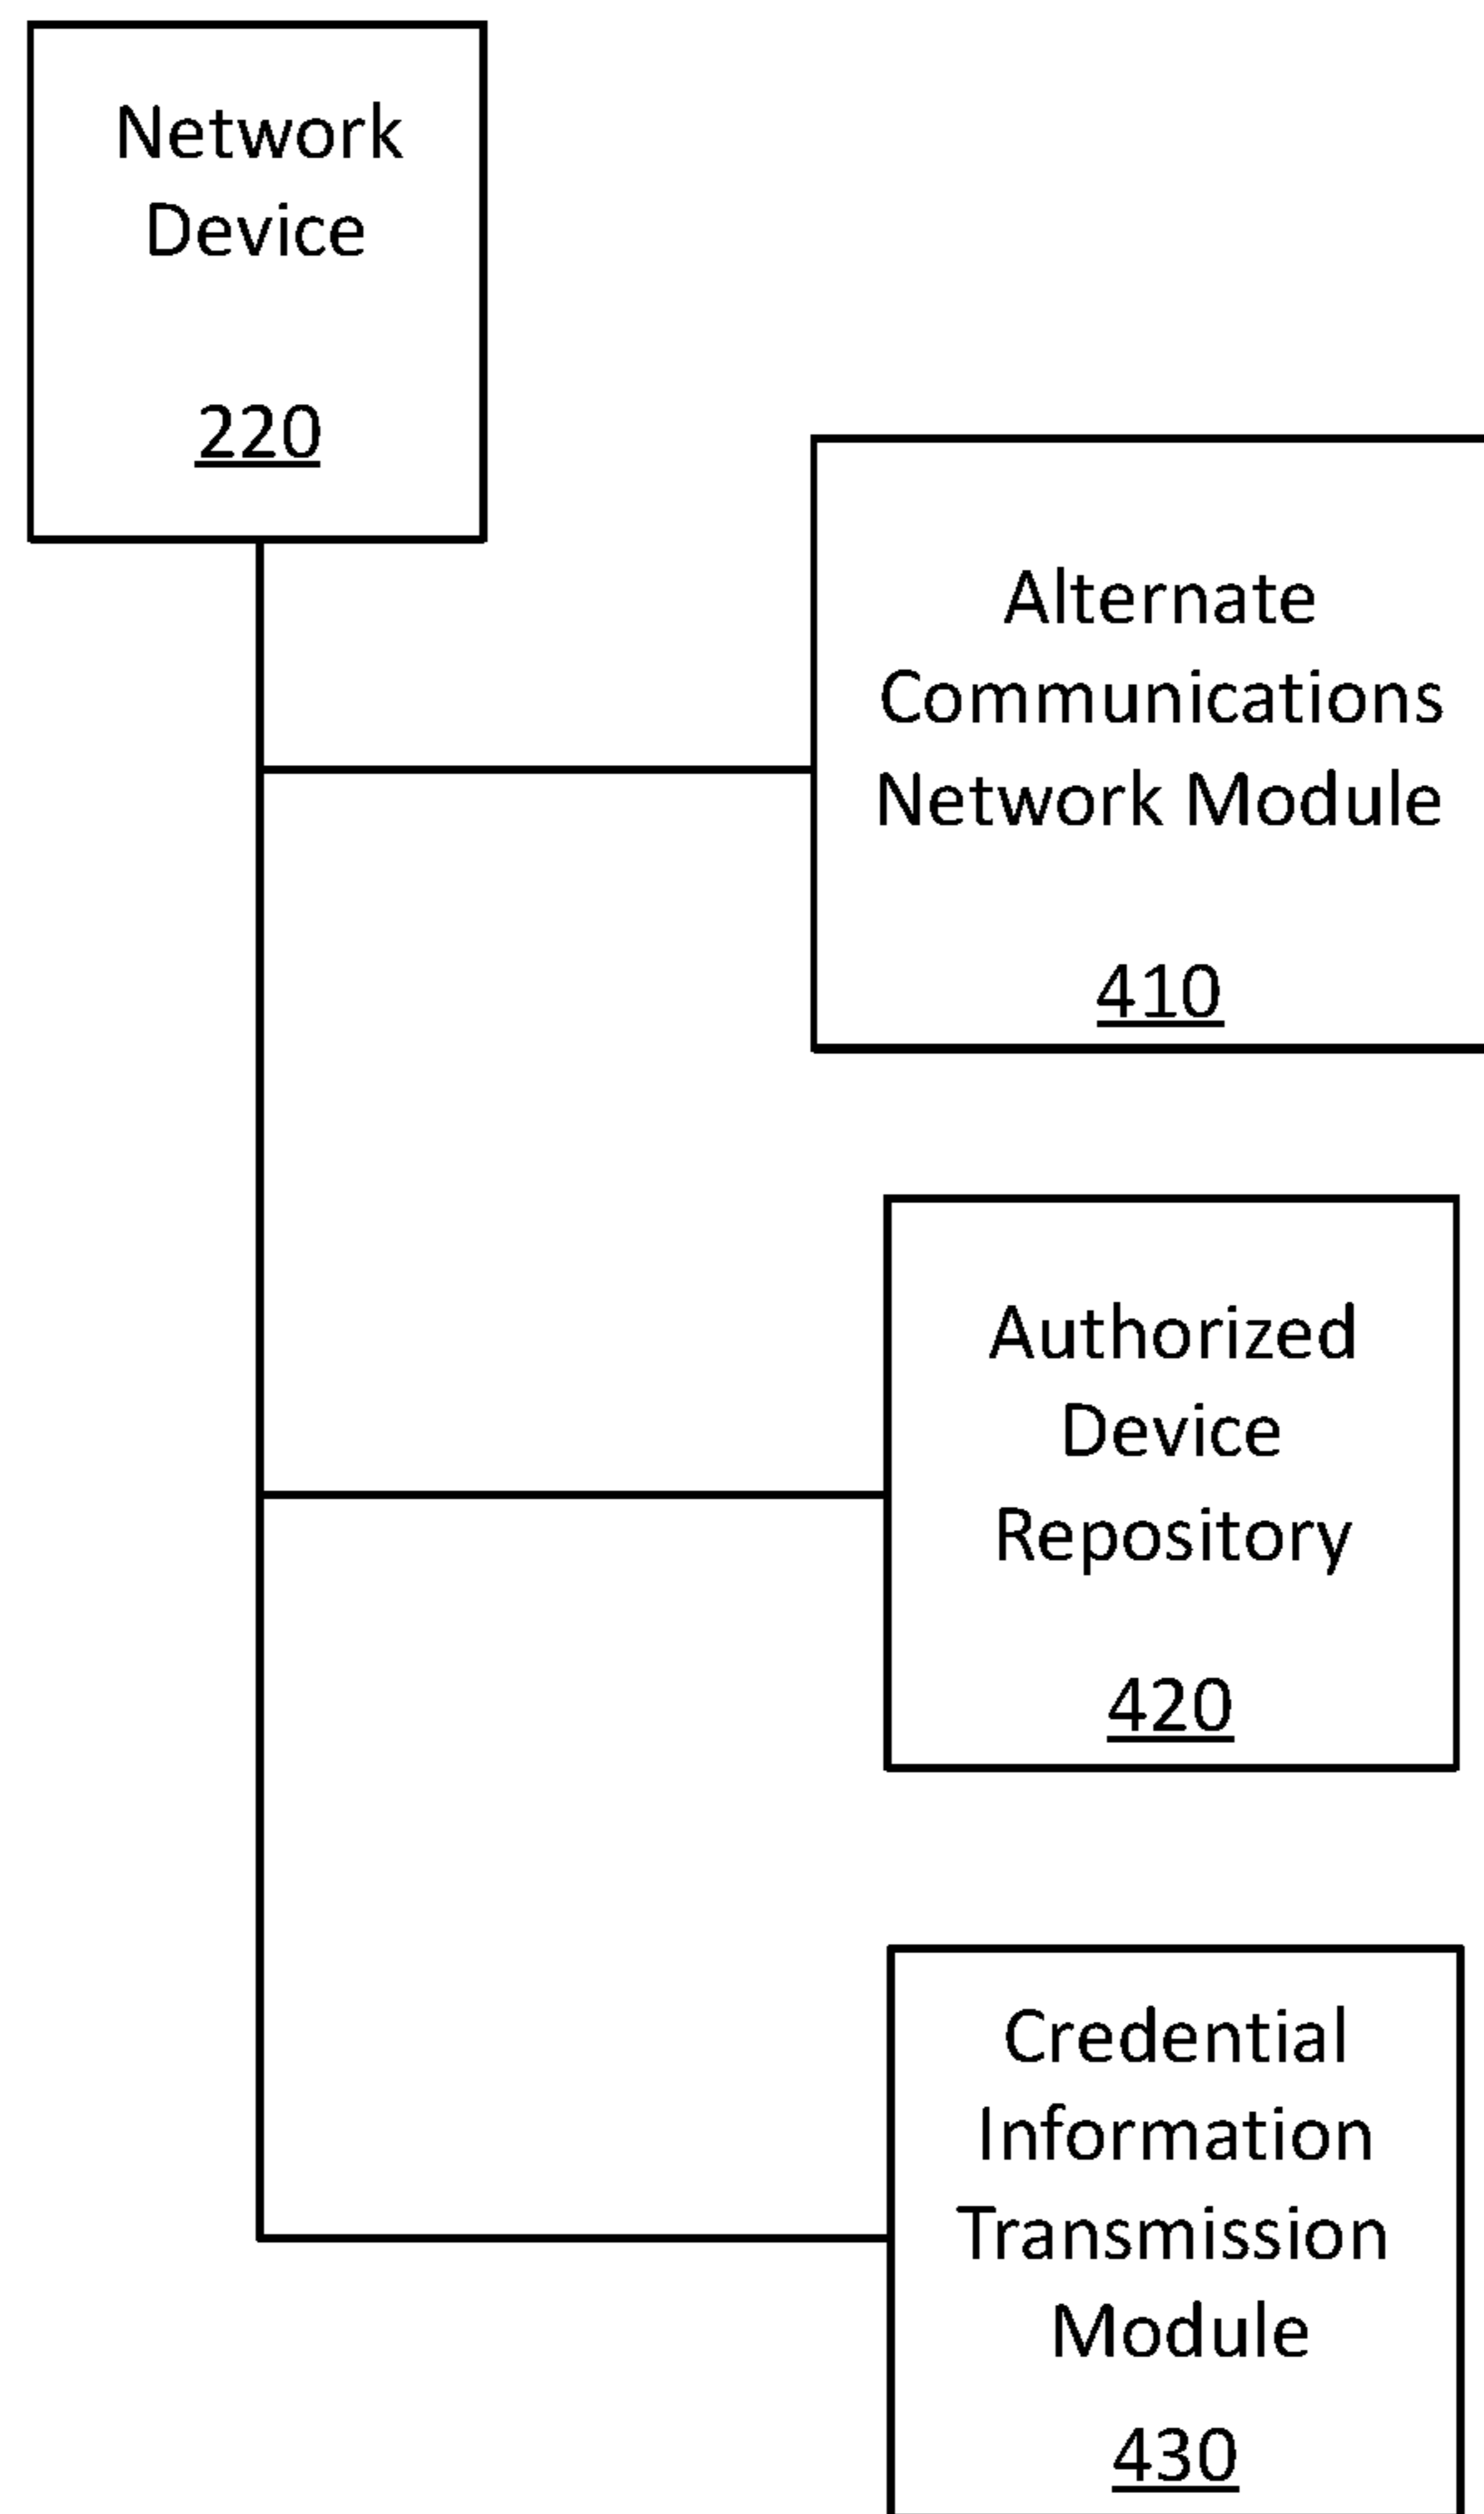 Network
Device
220
Alternate
Communications
Network Module
410
Authorized
Device
Repository
420
Credential
Information
Transmission
Module
430